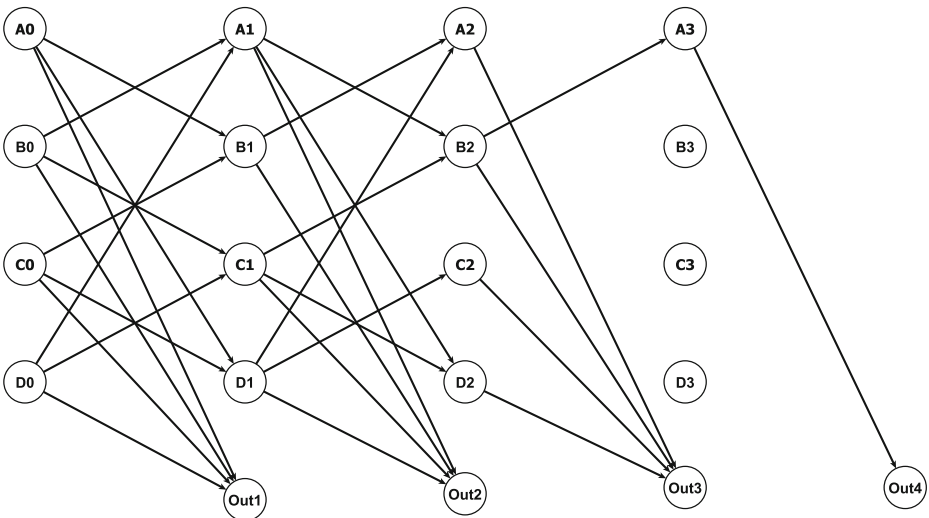 A0 A1 A2 A3
B0 B1 B2 B3
C0 C1 C2 C3
D0 D1 D2 D3
Out1 Out2 Out3 Out4